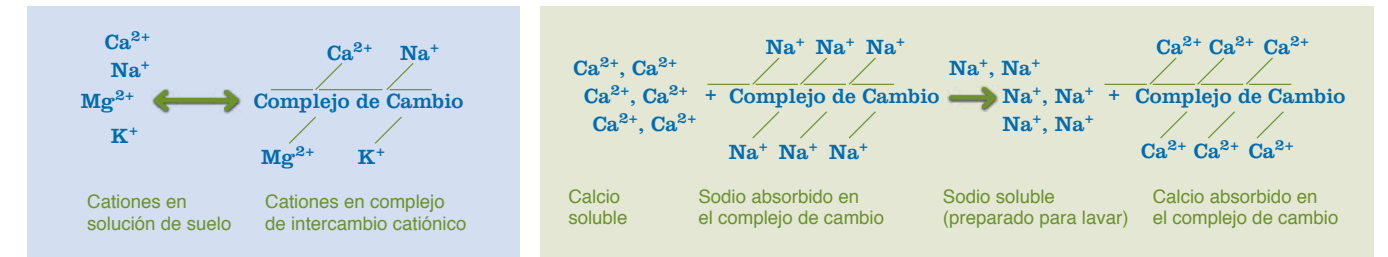 Ca²⁺
Na⁺
Mg²⁺
K⁺
Ca²⁺ Na⁺
Complejo de Cambio
Mg²⁺ K⁺
Cationes en
solución de suelo
Cationes en complejo
de intercambio catiónico
Ca²⁺, Ca²⁺
Ca²⁺, Ca²⁺
Ca²⁺, Ca²⁺
+
Na⁺ Na⁺ Na⁺
Complejo de Cambio
Na⁺ Na⁺ Na⁺
Na⁺, Na⁺
Na⁺, Na⁺
Na⁺, Na⁺
+
Ca²⁺ Ca²⁺ Ca²⁺
Complejo de Cambio
Ca²⁺ Ca²⁺ Ca²⁺
Calcio
soluble
Sodio absorbido en
el complejo de cambio
Sodio soluble
(preparado para lavar)
Calcio absorbido en
el complejo de cambio